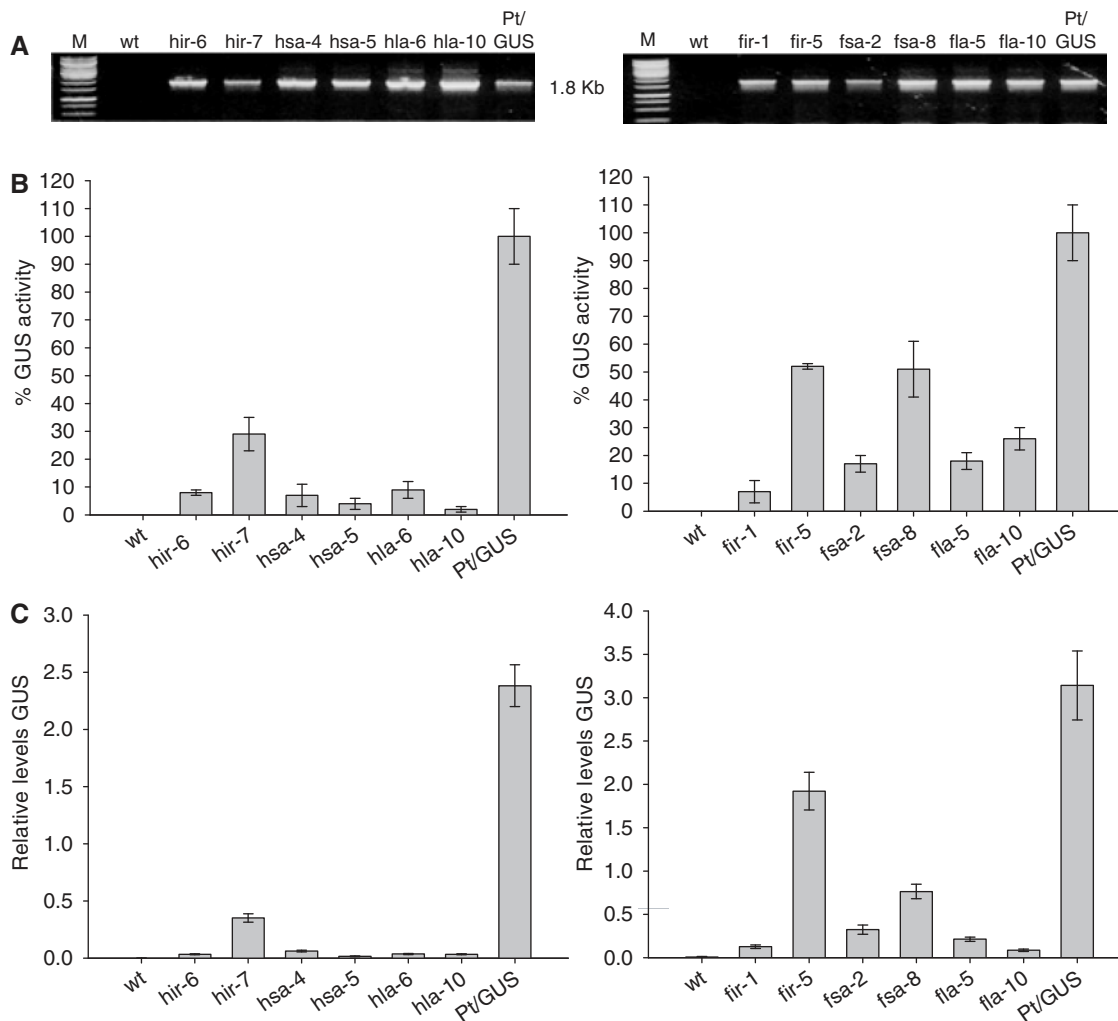 A
M wt hir-6 hir-7 hsa-4 hsa-5 hla-6 hla-10 Pt/
GUS
1.8 Kb
M wt fir-1 fir-5 fsa-2 fsa-8 fla-5 fla-10 Pt/
GUS
B
% GUS activity
120
110
100
90
80
70
60
50
40
30
20
10
0
wt hir-6 hir-7 hsa-4 hsa-5 hla-6 hla-10 Pt/GUS
% GUS activity
120
110
100
90
80
70
60
50
40
30
20
10
0
wt fir-1 fir-5 fsa-2 fsa-8 fla-5 fla-10 Pt/GUS
C
Relative levels GUS
3.0
2.5
2.0
1.5
1.0
0.5
0.0
wt hir-6 hir-7 hsa-4 hsa-5 hla-6 hla-10 Pt/GUS
Relative levels GUS
4.0
3.5
3.0
2.5
2.0
1.5
1.0
0.5
0.0
wt fir-1 fir-5 fsa-2 fsa-8 fla-5 fla-10 Pt/GUS